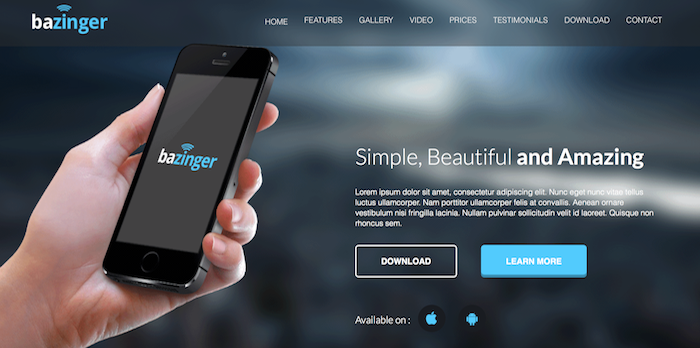 bazinger
HOME FEATURES GALLERY VIDEO PRICES TESTIMONIALS DOWNLOAD CONTACT
bazinger
Simple, Beautiful and Amazing
Lorem ipsum dolor sit amet, consectetur adipiscing elit. Nunc eget nunc vitae tellus
luctus ullamcorper. Nam porttitor ullamcorper felis at convallis. Aenean ornare
vestibulum nisi fringilla lacinia. Nullam pulvinar sollicitudin velit id laoreet. Quisque non
rhoncus sem.
DOWNLOAD LEARN MORE
Available on :